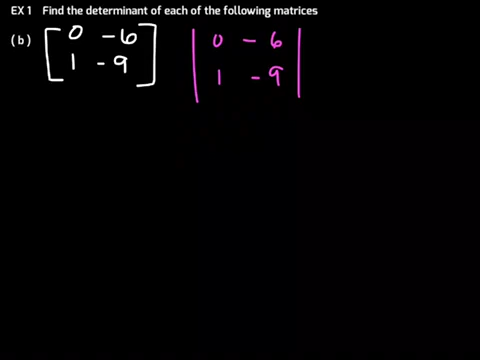 EX 1 Find the determinant of each of the following matrices
(b) [ 0 -6 | 0 - 6 |
1 -9 ] | 1 - 9 |